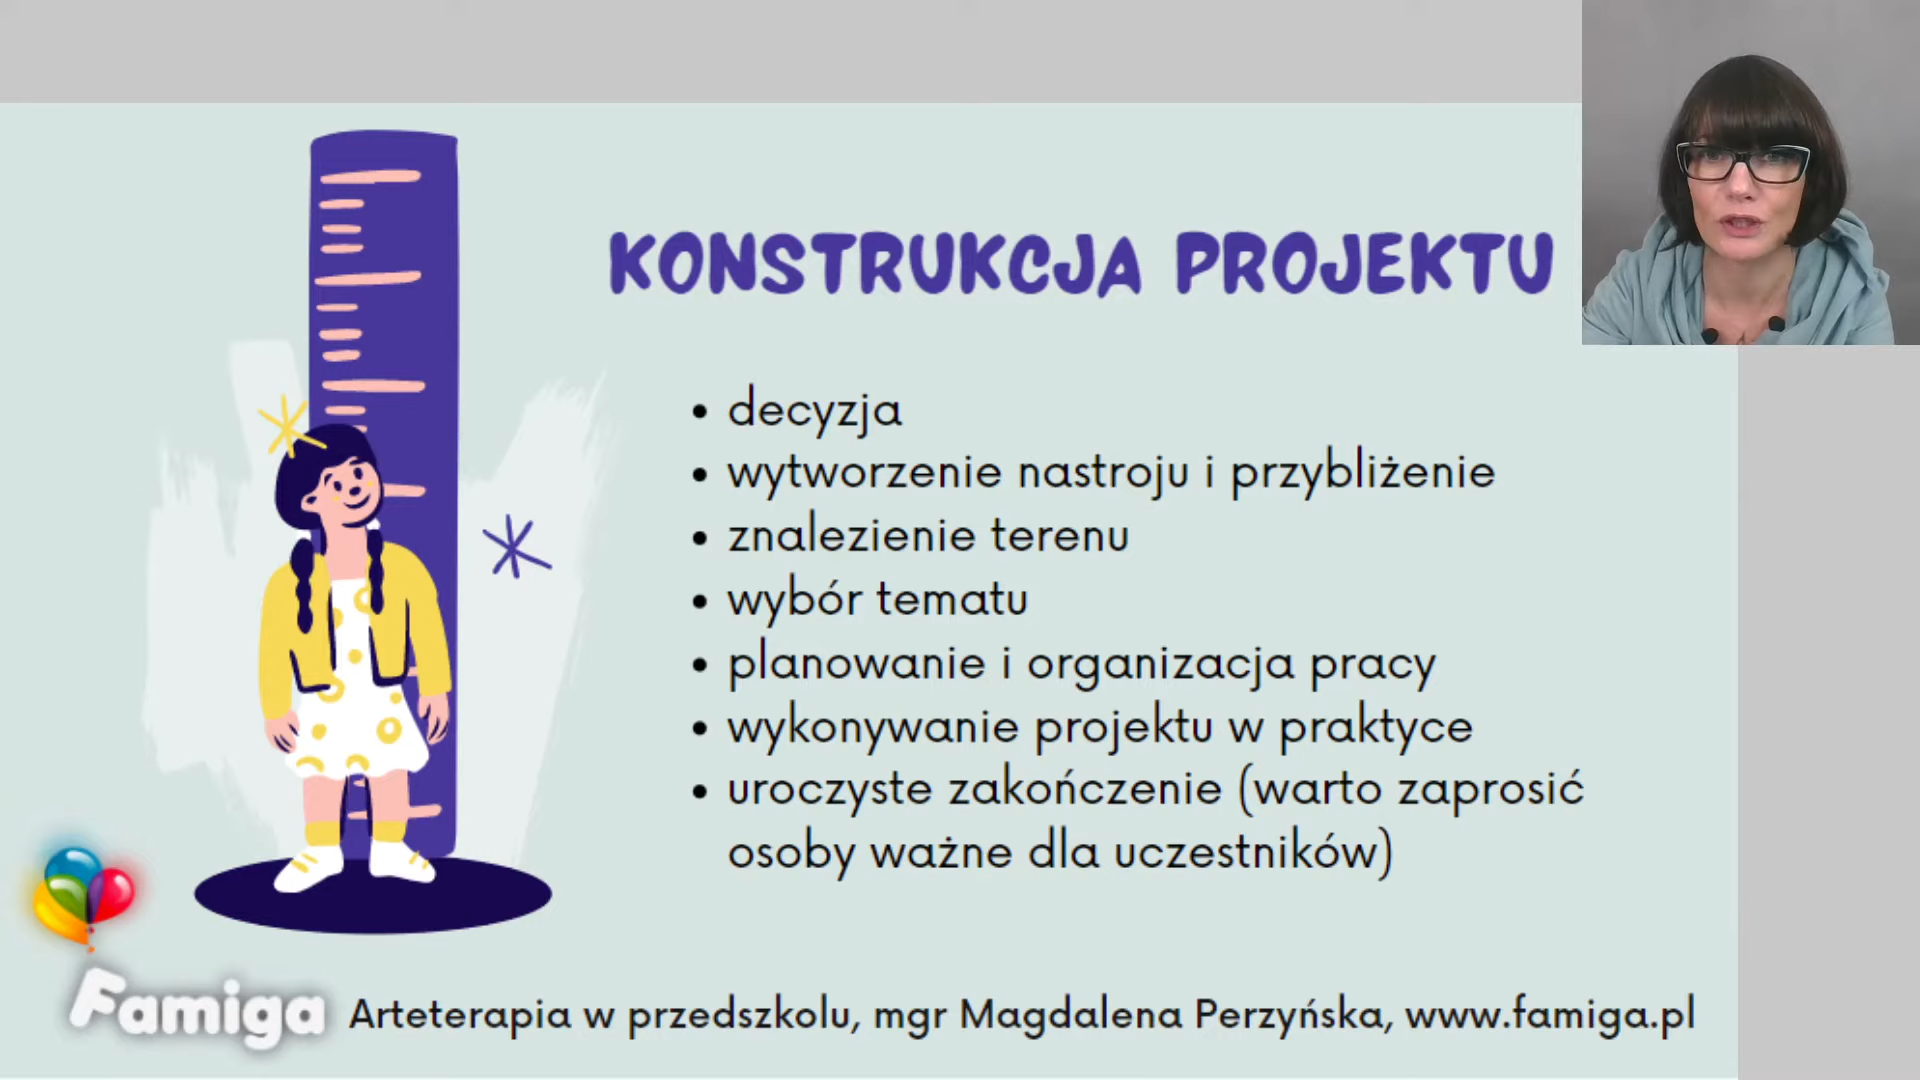 KONSTRUKCJA PROJEKTU
• decyzja
• wytworzenie nastroju i przybliżenie
• znalezienie terenu
• wybór tematu
• planowanie i organizacja pracy
• wykonywanie projektu w praktyce
• uroczyste zakończenie (warto zaprosić
osoby ważne dla uczestników)
Famiga
Arteterapia w przedszkolu, mgr Magdalena Perzyńska, www.famiga.pl